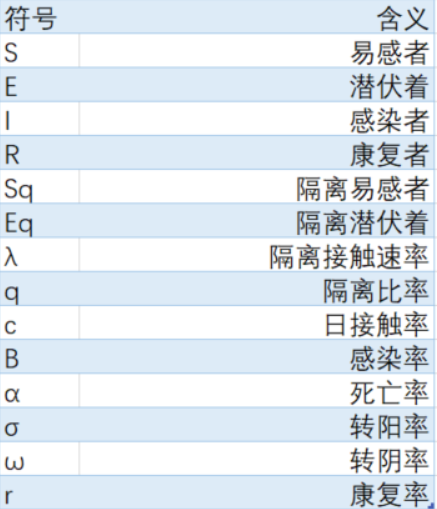 符号 含义
S 易感者
E 潜伏着
I 感染者
R 康复者
Sq 隔离易感者
Eq 隔离潜伏着
λ 隔离接触速率
q 隔离比率
c 日接触率
B 感染率
α 死亡率
σ 转阳率
ω 转阴率
r 康复率